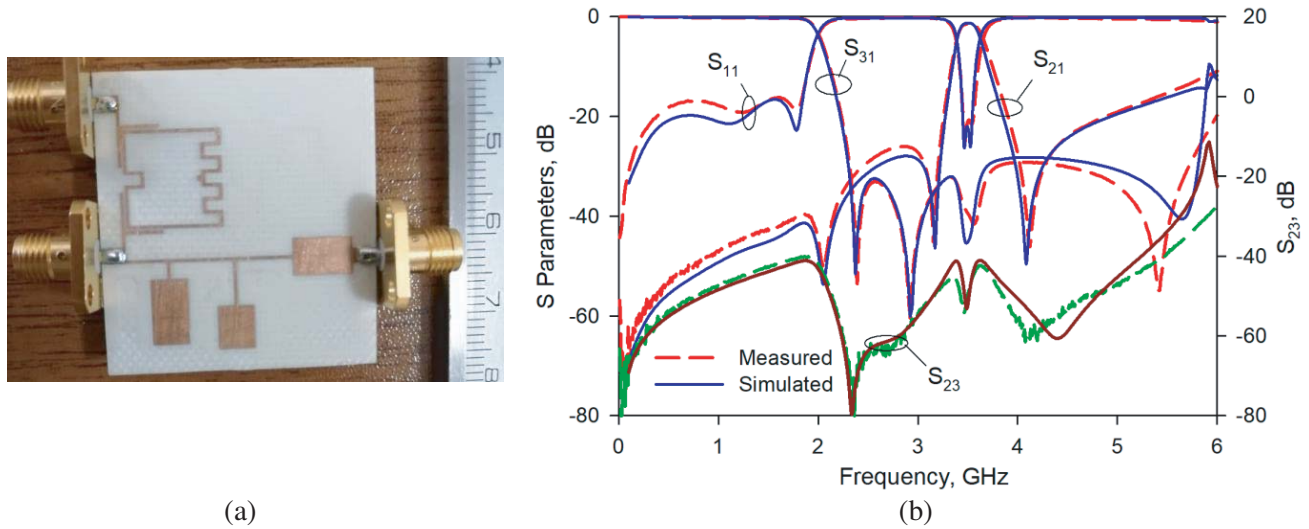 4
5
6
7
8
0
-20
-40
-60
-80
S Parameters, dB
20
0
-20
-40
-60
-80
S23, dB
S11
S31
S21
S23
Measured
Simulated
0 1 2 3 4 5 6
Frequency, GHz
(a)
(b)